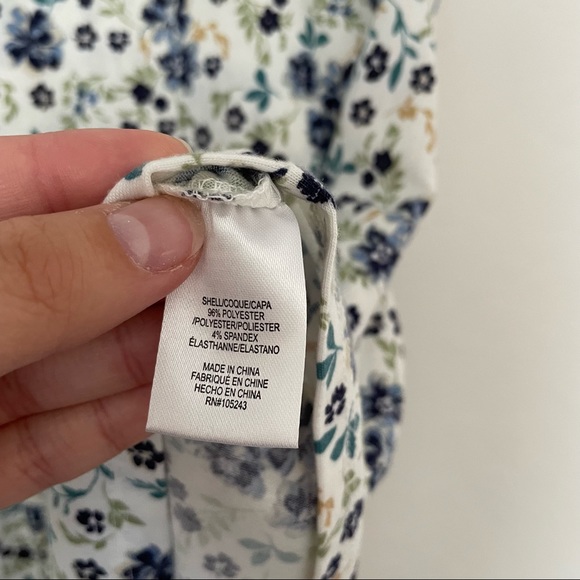 SHELL/COQUE/CAPA
96% POLYESTER
/POLYESTER/POLIESTER
4% SPANDEX
ÉLASTHANNE/ELASTANO
MADE IN CHINA
FABRIQUÉ EN CHINE
HECHO EN CHINA
RN#105243